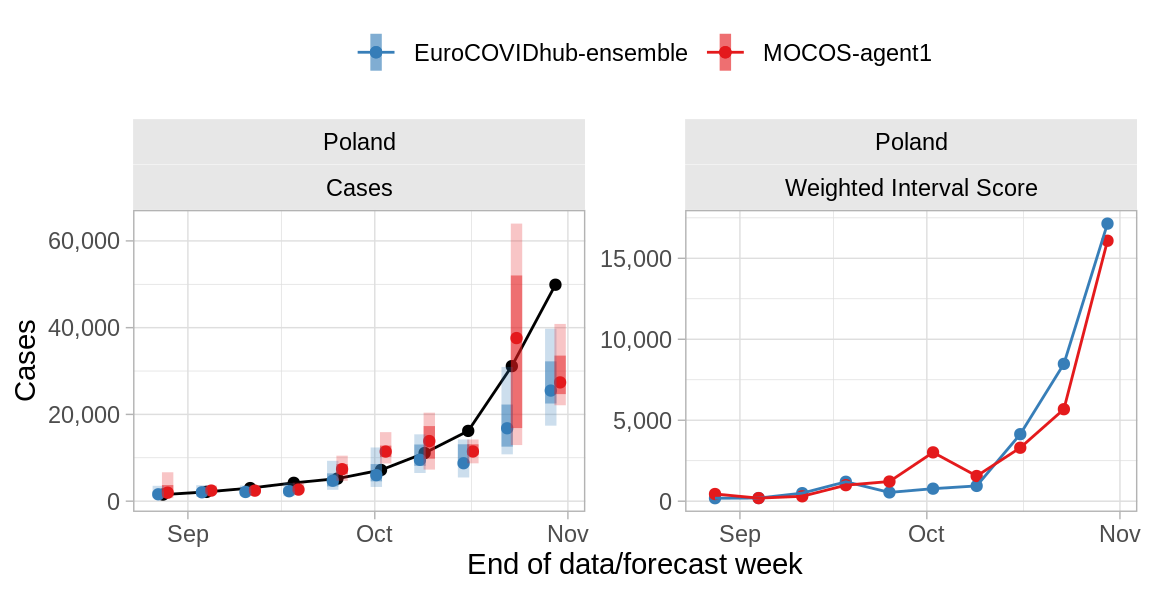 EuroCOVIDhub-ensemble MOCOS-agent1
Poland
Cases
60,000
40,000
20,000
0
Sep Oct Nov
Cases
Poland
Weighted Interval Score
15,000
10,000
5,000
0
Sep Oct Nov
End of data/forecast week